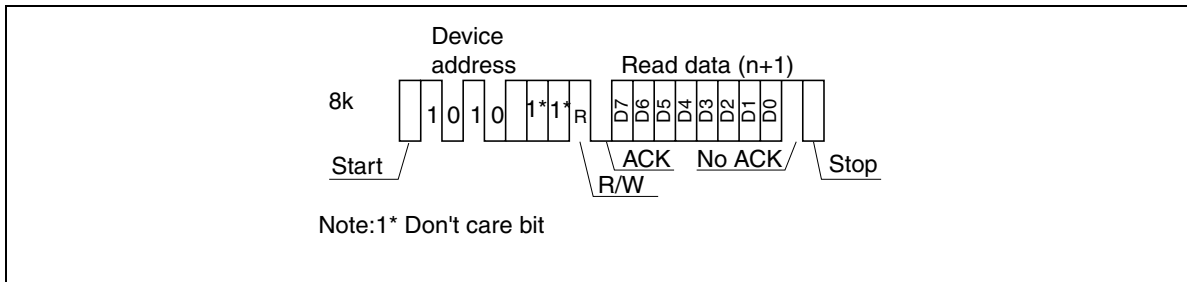 Device
address
Read data (n+1)
8k
1 0 1 0 1* 1* R D7 D6 D5 D4 D3 D2 D1 D0
Start
ACK
No ACK
Stop
R/W
Note:1* Don't care bit